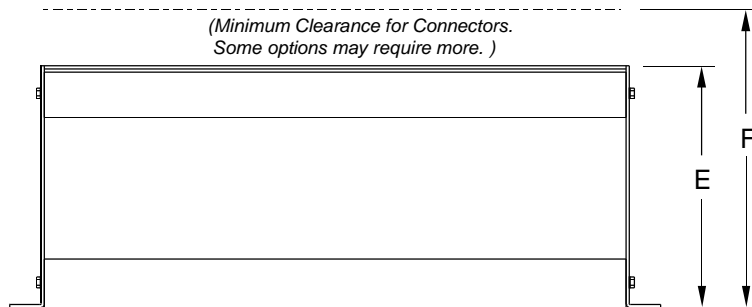 (Minimum Clearance for Connectors.
Some options may require more. )
F
E